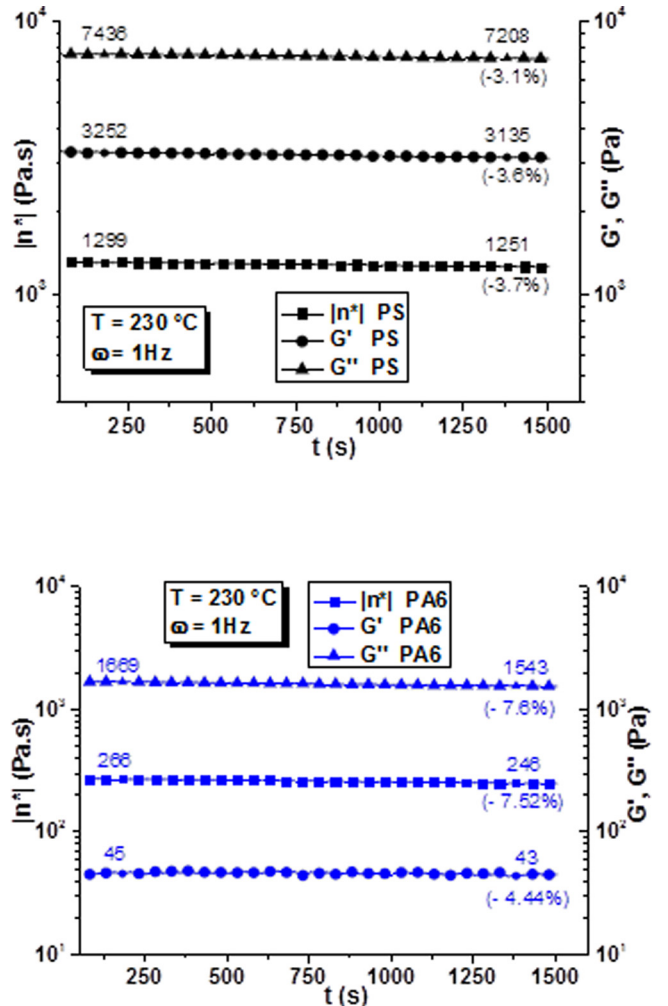 10⁴
7436
7208
10⁴
(-3.1%)
3252
3135
(-3.6%)
|n*| (Pa.s)
G', G'' (Pa)
1299
1251
10³
(-3.7%)
10³
T = 230 ºC
ω = 1Hz
|n*| PS
G' PS
G'' PS
250 500 750 1000 1250 1500
t (s)
10⁴
10⁴
T = 230 ºC
ω = 1Hz
|n*| PA6
G' PA6
G'' PA6
1669
1543
10³
(- 7.6%)
10³
|n*| (Pa.s)
G', G'' (Pa)
266
246
(- 7.52%)
10²
10²
45
43
(- 4.44%)
10¹
10¹
250 500 750 1000 1250 1500
t (s)